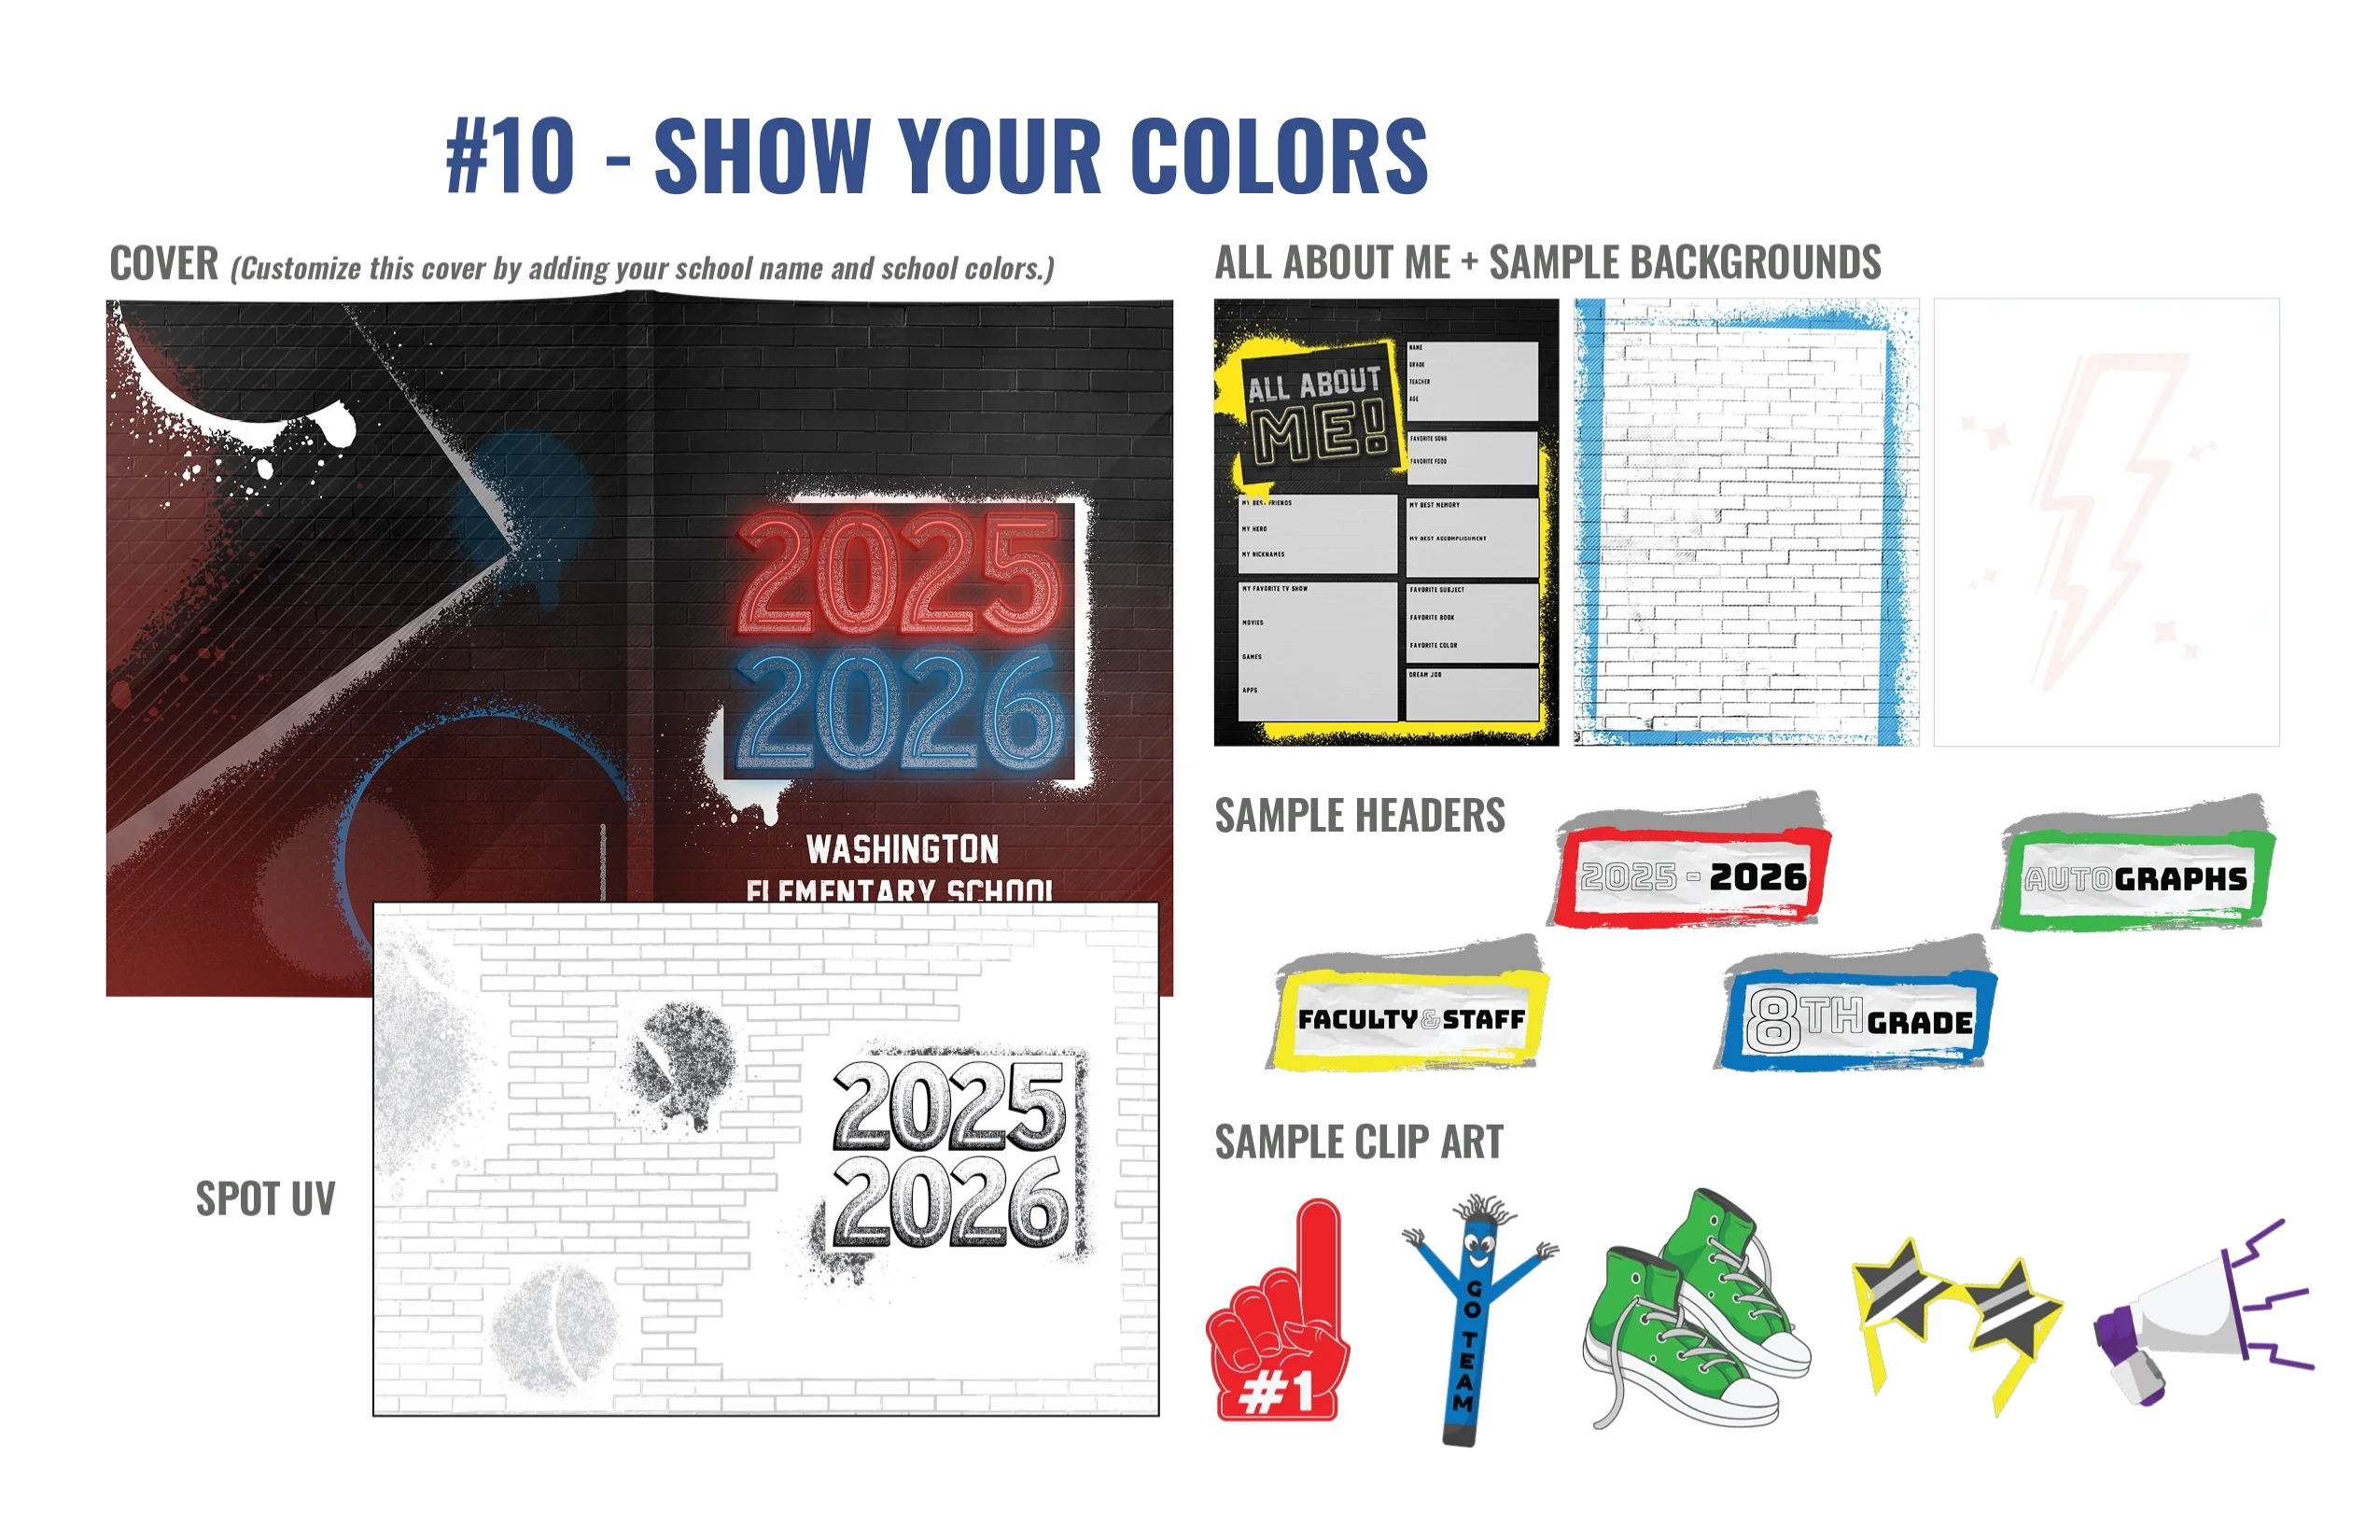 #10 - SHOW YOUR COLORS
COVER (Customize this cover by adding your school name and school colors.)
2025
2026
WASHINGTON
ELEMENTARY SCHOOL
SPOT UV
2025
2026
ALL ABOUT ME + SAMPLE BACKGROUNDS
ALL ABOUT
ME!
NAME
GRADE
TEACHER
AGE
FAVORITE SONG
FAVORITE FOOD
MY BEST FRIENDS
MY HERO
MY NICKNAMES
MY BEST MEMORY
MY BEST ACCOMPLISHMENT
MY FAVORITE TV SHOW
MOVIES
GAMES
APPS
FAVORITE SUBJECT
FAVORITE BOOK
FAVORITE COLOR
DREAM JOB
SAMPLE HEADERS
2025 - 2026
AUTOGRAPHS
FACULTY & STAFF
8TH GRADE
SAMPLE CLIP ART
#1
GO TEAM